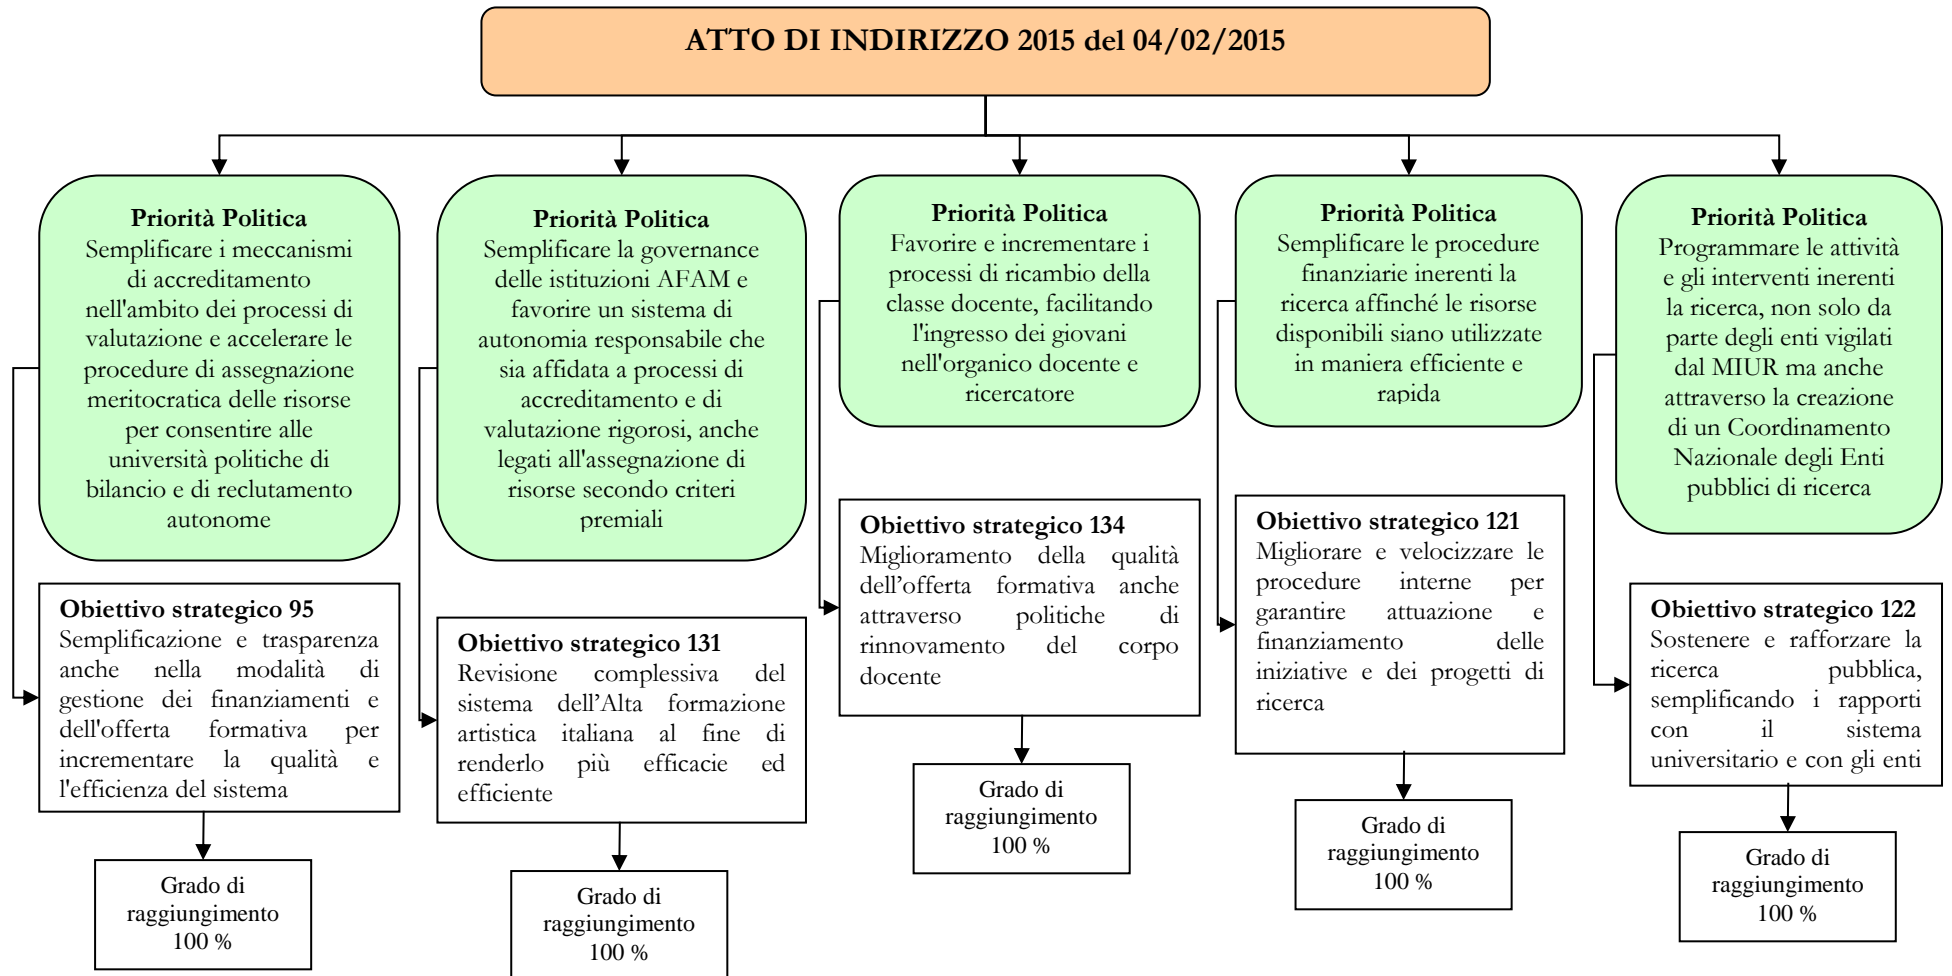 ATTO DI INDIRIZZO 2015 del 04/02/2015
Priorità Politica
Semplificare i meccanismi
di accreditamento
nell'ambito dei processi di
valutazione e accelerare le
procedure di assegnazione
meritocratica delle risorse
per consentire alle
università politiche di
bilancio e di reclutamento
autonome
Obiettivo strategico 95
Semplificazione e trasparenza
anche nella modalità di
gestione dei finanziamenti e
dell'offerta formativa per
incrementare la qualità e
l'efficienza del sistema
Grado di
raggiungimento
100 %
Priorità Politica
Semplificare la governance
delle istituzioni AFAM e
favorire un sistema di
autonomia responsabile che
sia affidata a processi di
accreditamento e di
valutazione rigorosi, anche
legati all'assegnazione di
risorse secondo criteri
premiali
Obiettivo strategico 131
Revisione complessiva del
sistema dell’Alta formazione
artistica italiana al fine di
renderlo più efficacie ed
efficiente
Grado di
raggiungimento
100 %
Priorità Politica
Favorire e incrementare i
processi di ricambio della
classe docente, facilitando
l'ingresso dei giovani
nell'organico docente e
ricercatore
Obiettivo strategico 134
Miglioramento della qualità
dell’offerta formativa anche
attraverso politiche di
rinnovamento del corpo
docente
Grado di
raggiungimento
100 %
Priorità Politica
Semplificare le procedure
finanziarie inerenti la
ricerca affinché le risorse
disponibili siano utilizzate
in maniera efficiente e
rapida
Obiettivo strategico 121
Migliorare e velocizzare le
procedure interne per
garantire attuazione e
finanziamento delle
iniziative e dei progetti di
ricerca
Grado di
raggiungimento
100 %
Priorità Politica
Programmare le attività
e gli interventi inerenti
la ricerca, non solo da
parte degli enti vigilati
dal MIUR ma anche
attraverso la creazione
di un Coordinamento
Nazionale degli Enti
pubblici di ricerca
Obiettivo strategico 122
Sostenere e rafforzare la
ricerca pubblica,
semplificando i rapporti
con il sistema
universitario e con gli enti
Grado di
raggiungimento
100 %